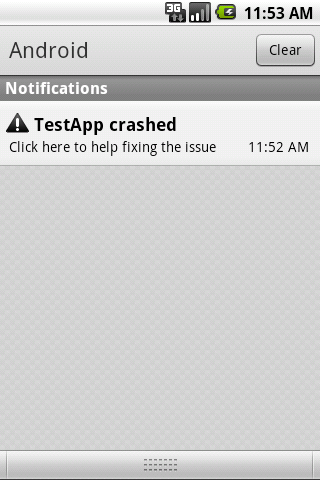 3G 11:53 AM
Android Clear
Notifications
TestApp crashed
Click here to help fixing the issue 11:52 AM